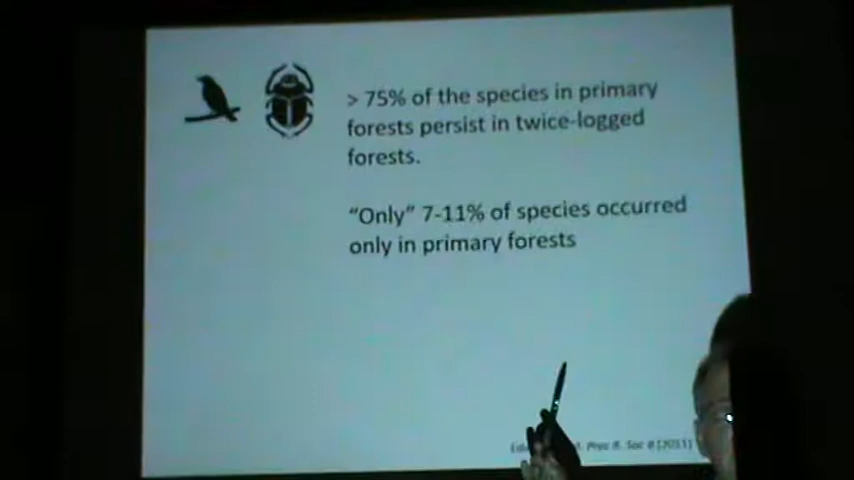 > 75% of the species in primary
forests persist in twice-logged
forests.
“Only” 7-11% of species occurred
only in primary forests
Proc R. Soc B [2011]